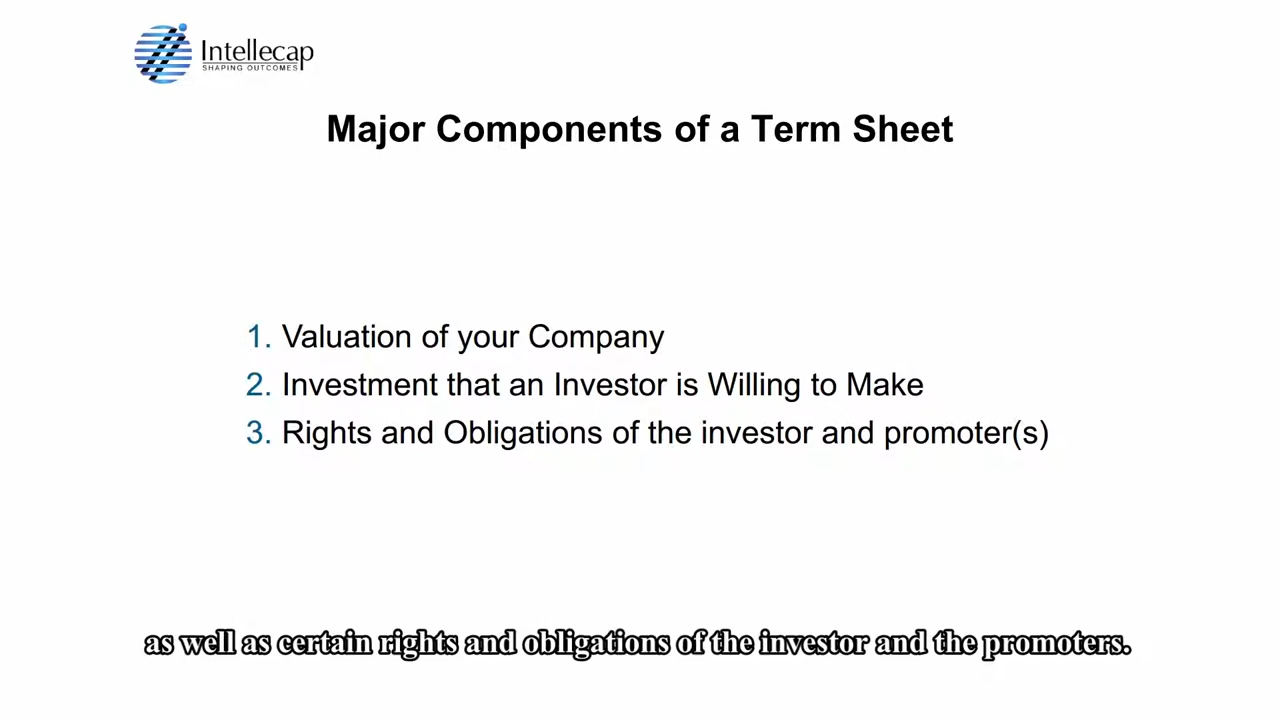 Intellecap
SHAPING OUTCOMES
Major Components of a Term Sheet
1. Valuation of your Company
2. Investment that an Investor is Willing to Make
3. Rights and Obligations of the investor and promoter(s)
as well as certain rights and obligations of the investor and the promoters.